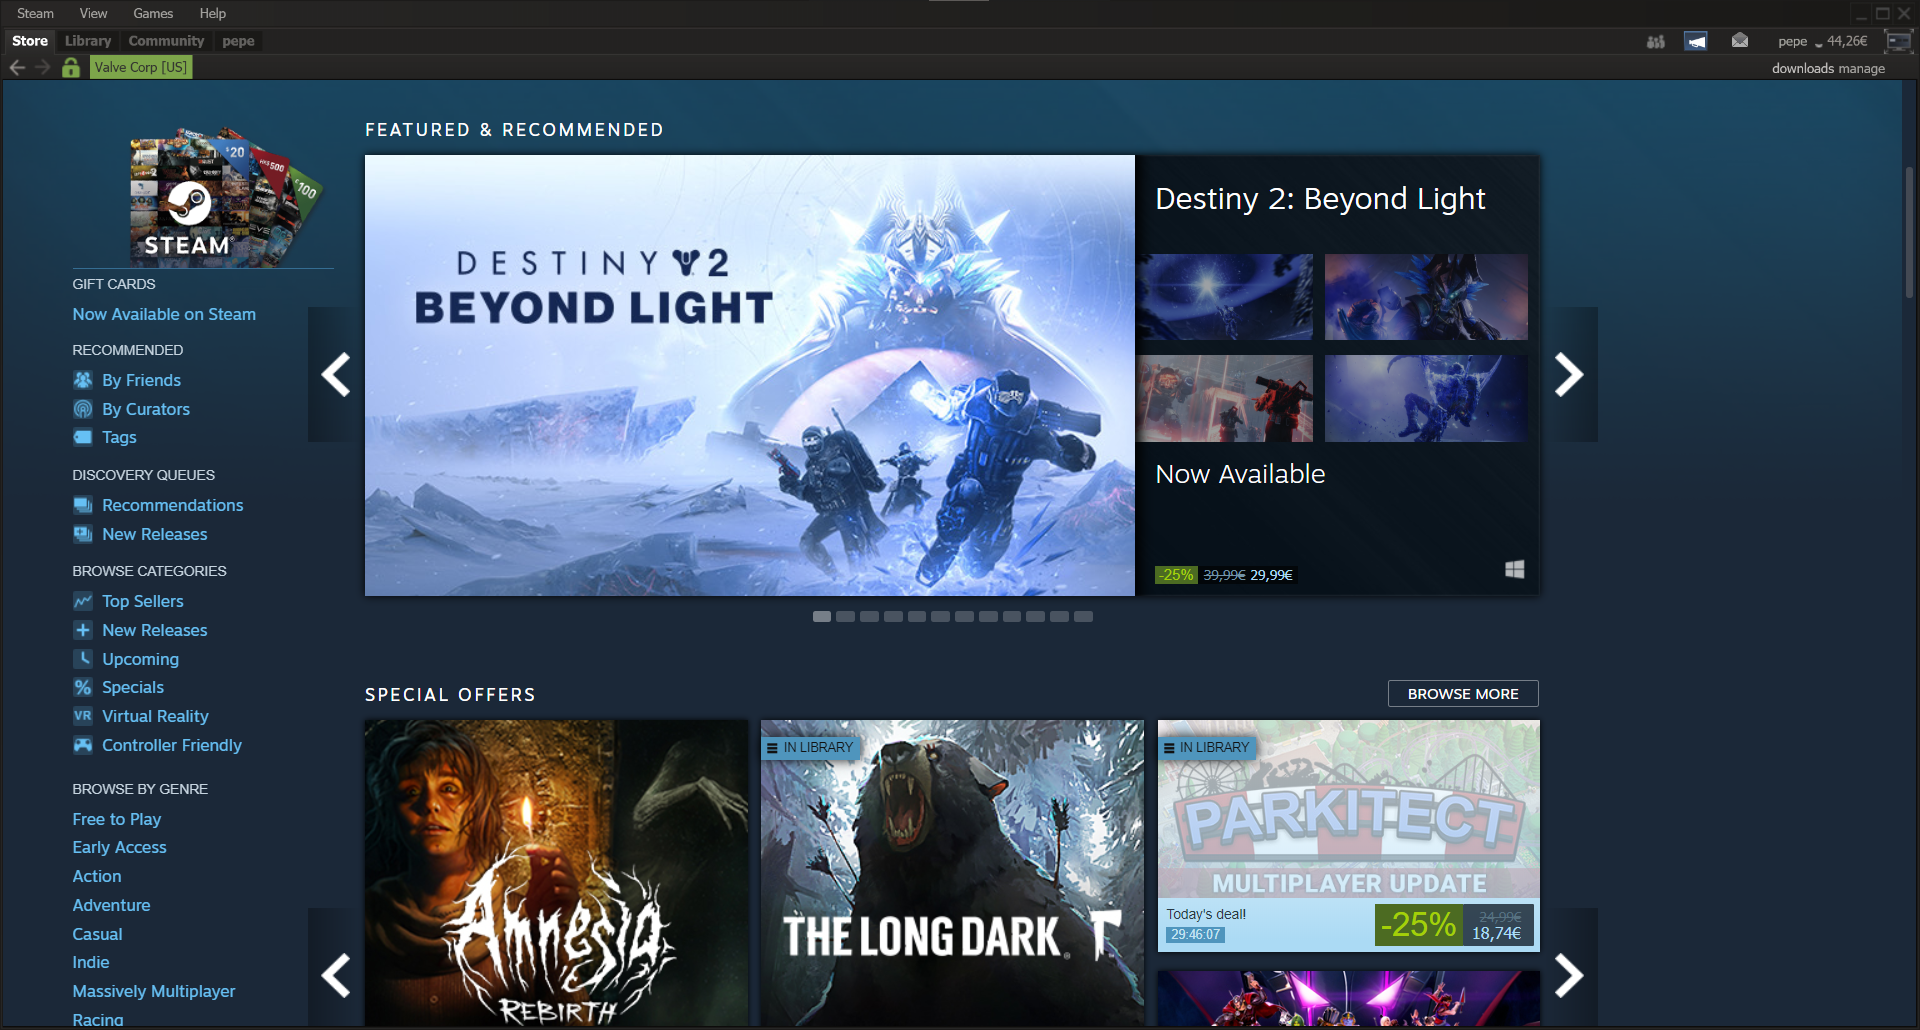 Steam View Games Help
Store Library Community pepe
pepe 44,26€
Valve Corp [US]
downloads manage
$20
HK$ 500
$100
STEAM®
GIFT CARDS
Now Available on Steam
RECOMMENDED
By Friends
By Curators
Tags
DISCOVERY QUEUES
Recommendations
New Releases
BROWSE CATEGORIES
Top Sellers
New Releases
Upcoming
Specials
VR Virtual Reality
Controller Friendly
BROWSE BY GENRE
Free to Play
Early Access
Action
Adventure
Casual
Indie
Massively Multiplayer
Racing
FEATURED & RECOMMENDED
DESTINY 2
BEYOND LIGHT
Destiny 2: Beyond Light
Now Available
-25% 39,99€ 29,99€
SPECIAL OFFERS
BROWSE MORE
Amnesia
REBIRTH
IN LIBRARY
THE LONG DARK
IN LIBRARY
PARKITECT
MULTIPLAYER UPDATE
Today's deal!
29:46:07
-25%
24,99€
18,74€